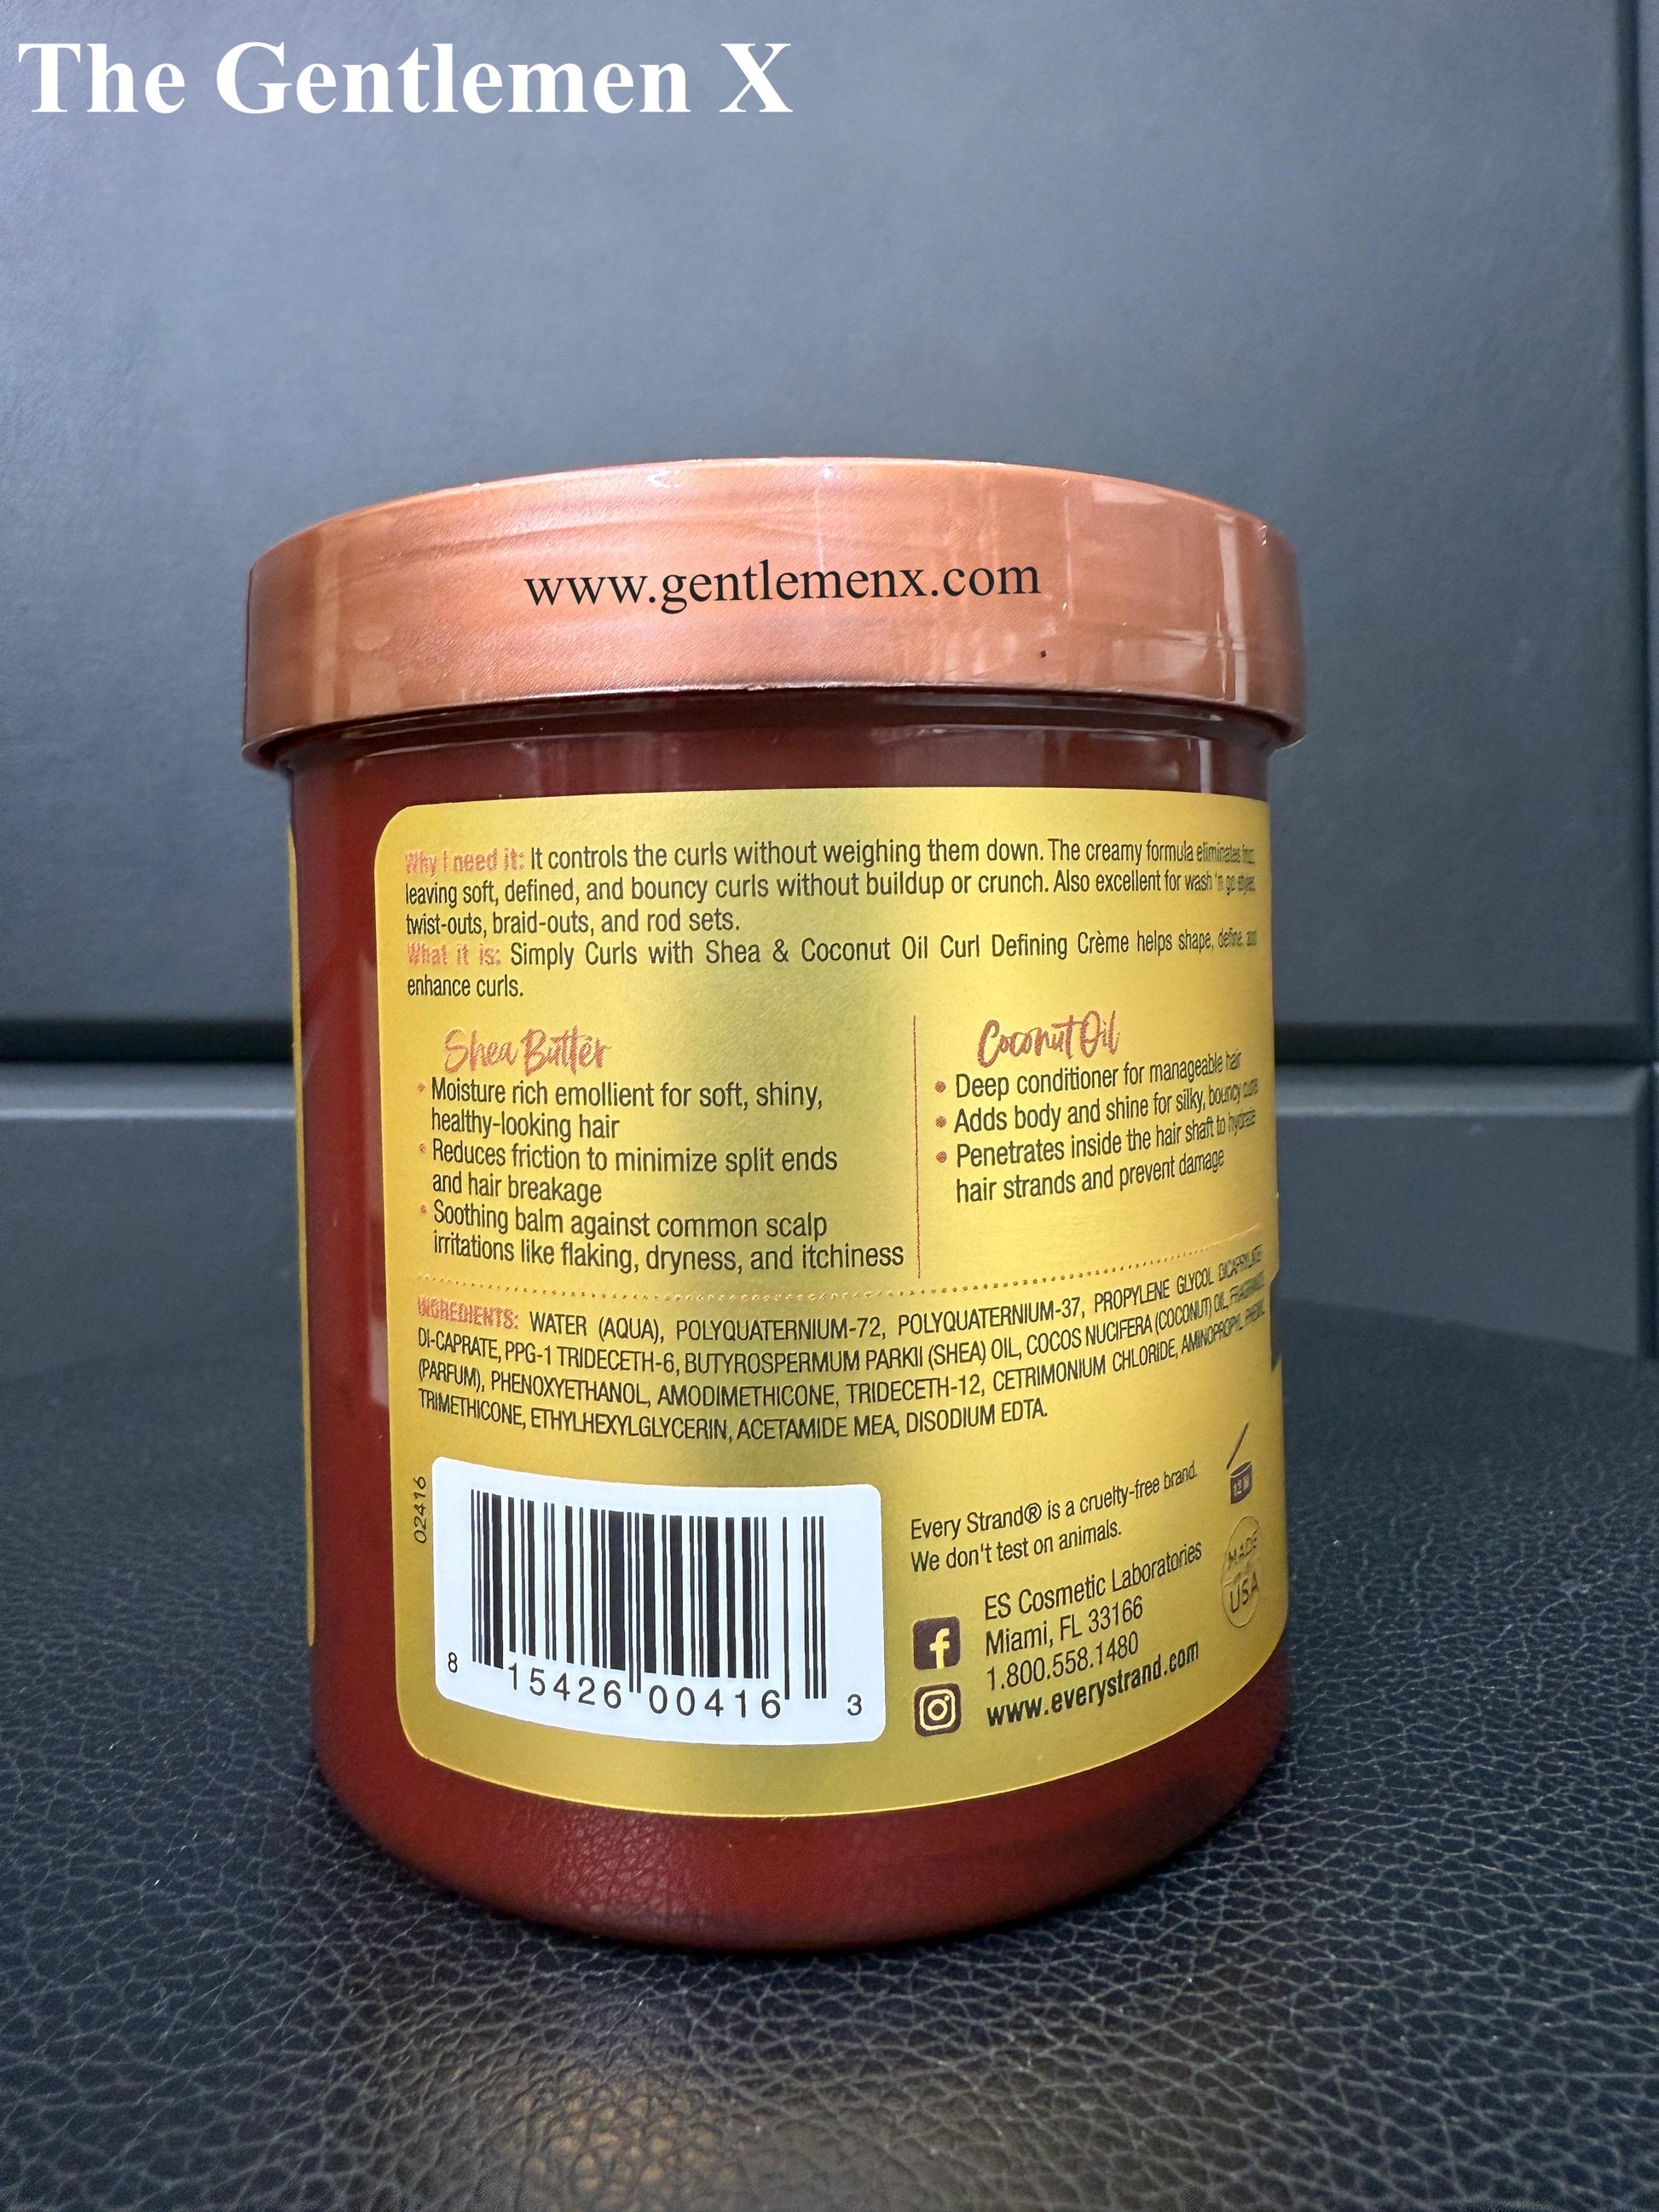 The Gentlemen X
www.gentlemenx.com
Why I need it: It controls the curls without weighing them down. The creamy formula eliminates frizz
leaving soft, defined, and bouncy curls without buildup or crunch. Also excellent for wash 'n go styles,
twist-outs, braid-outs, and rod sets.
What it is: Simply Curls with Shea & Coconut Oil Curl Defining Crème helps shape, define, and
enhance curls.
Shea Butter
• Moisture rich emollient for soft, shiny,
healthy-looking hair
• Reduces friction to minimize split ends
and hair breakage
• Soothing balm against common scalp
irritations like flaking, dryness, and itchiness
Coconut Oil
• Deep conditioner for manageable hair
• Adds body and shine for silky, bouncy curls
• Penetrates inside the hair shaft to hydrate
hair strands and prevent damage
INGREDIENTS: WATER (AQUA), POLYQUATERNIUM-72, POLYQUATERNIUM-37, PROPYLENE GLYCOL DICAPRYLATE/
DI-CAPRATE, PPG-1 TRIDECETH-6, BUTYROSPERMUM PARKII (SHEA) OIL, COCOS NUCIFERA (COCONUT) OIL, FRAGRANCE
(PARFUM), PHENOXYETHANOL, AMODIMETHICONE, TRIDECETH-12, CETRIMONIUM CHLORIDE, AMINOPROPYL PHENYL
TRIMETHICONE, ETHYLHEXYLGLYCERIN, ACETAMIDE MEA, DISODIUM EDTA.
02416
8 15426 00416 3
Every Strand® is a cruelty-free brand.
We don't test on animals.
ES Cosmetic Laboratories
Miami, FL 33166
1.800.558.1480
www.everystrand.com
12 M
MADE
USA